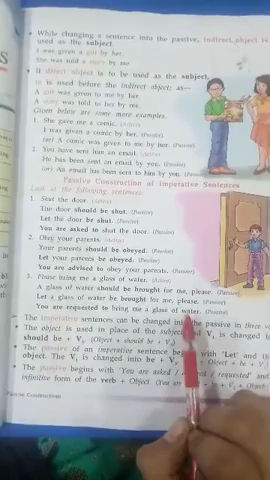 • While changing a sentence into the passive, indirect object is
used as the subject.
I was given a gift by her.
She was told a story by me.
• If direct object is to be used as the subject,
to is used before the indirect object; as—
A gift was given to me by her.
A story was told to her by me.
Given below are some more examples.
1. She gave me a comic. (Active)
I was given a comic by her. (Passive)
(or) A comic was given to me by her. (Passive)
2. You have sent him an email. (Active)
He has been sent an email by you. (Passive)
(or) An email has been sent to him by you. (Passive)
Passive Construction of Imperative Sentences
Look at the following sentences:
1. Shut the door. (Active)
The door should be shut. (Passive)
Let the door be shut. (Passive)
You are asked to shut the door. (Passive)
2. Obey your parents. (Active)
Your parents should be obeyed. (Passive)
Let your parents be obeyed. (Passive)
You are advised to obey your parents. (Passive)
3. Please bring me a glass of water. (Active)
A glass of water should be brought for me, please. (Passive)
Let a glass of water be brought for me, please. (Passive)
You are requested to bring me a glass of water. (Passive)
• The imperative sentences can be changed into the passive in three
• The object is used in place of the subject and V₁ is changed
should be + V₃. (Object + should be + V₃)
• The passive of an imperative sentence begins with 'Let' and
object. The V₁ is changed into be + V₃. + Object + be +
• The passive begins with 'You are asked / requested' and
infinitive form of the verb + Object. (You are + to + V₁ + Object)
Passive Constructions